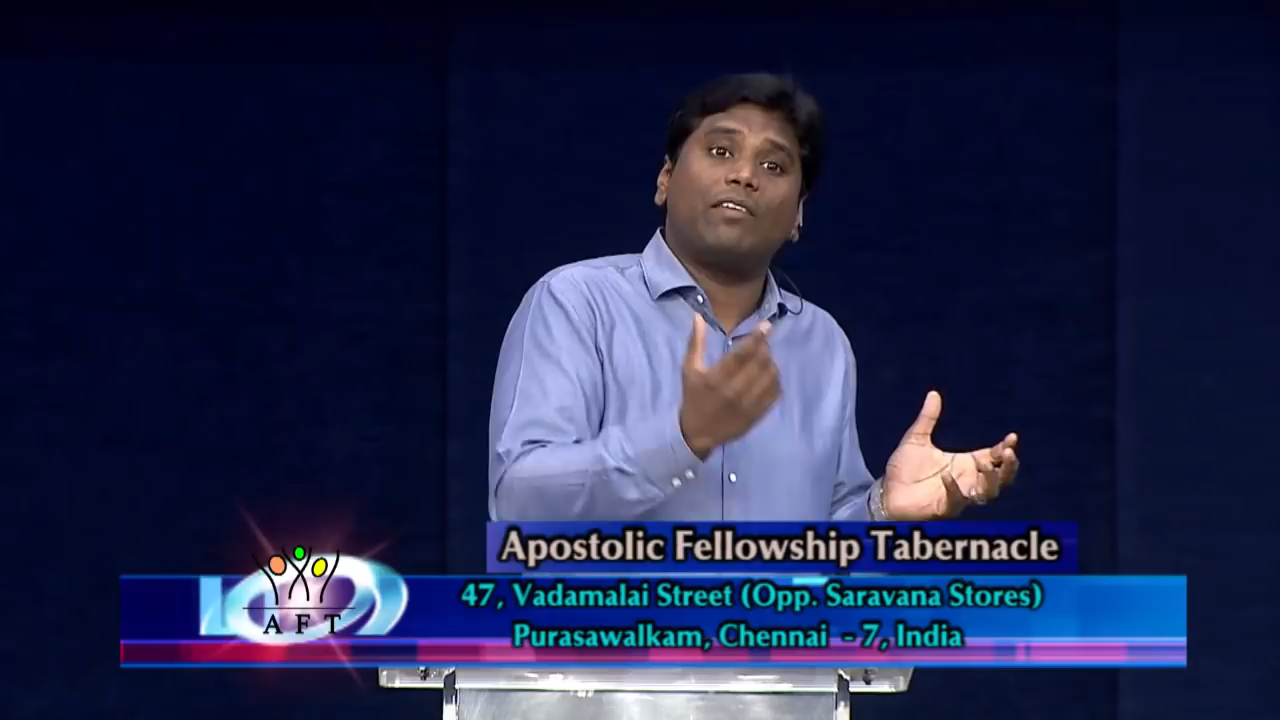 Apostolic Fellowship Tabernacle
47, Vadamalai Street (Opp. Saravana Stores)
Purasawalkam, Chennai - 7, India
AFT